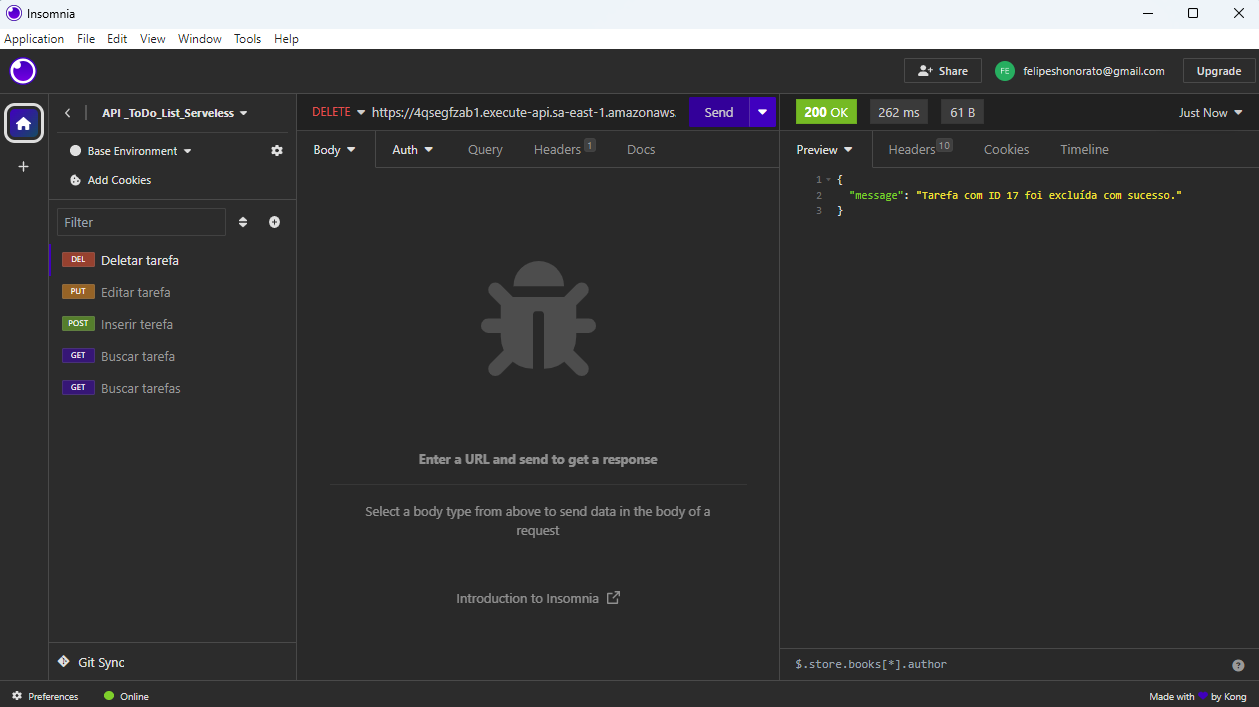 Insomnia
Application File Edit View Window Tools Help
Share FE felipeshonorato@gmail.com Upgrade
API _ToDo_List_Serveless
DELETE https://4qsegfzab1.execute-api.sa-east-1.amazonaws. Send
200 OK 262 ms 61 B Just Now
Base Environment
Add Cookies
Body Auth Query Headers 1 Docs
Preview Headers 10 Cookies Timeline
Filter
DEL Deletar tarefa
PUT Editar tarefa
POST Inserir terefa
GET Buscar tarefa
GET Buscar tarefas
1 {
2 "message": "Tarefa com ID 17 foi excluída com sucesso."
3 }
Enter a URL and send to get a response
Select a body type from above to send data in the body of a
request
Introduction to Insomnia
Git Sync
$.store.books[*].author
?
Preferences Online
Made with by Kong